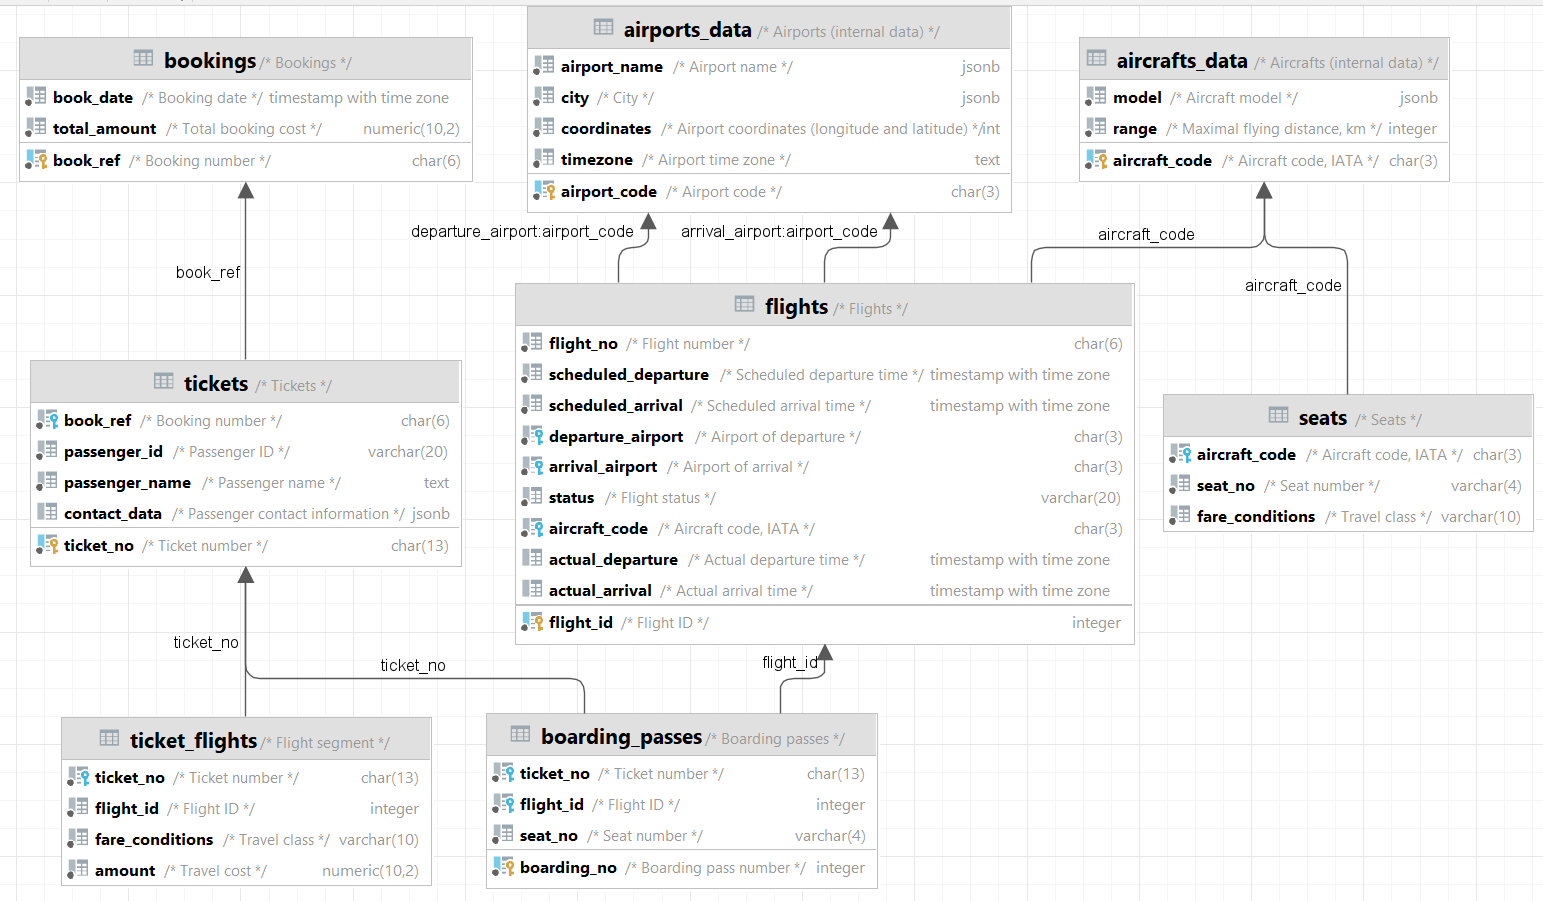 bookings /* Bookings */
book_date /* Booking date */ timestamp with time zone
total_amount /* Total booking cost */ numeric(10,2)
book_ref /* Booking number */ char(6)
airports_data /* Airports (internal data) */
airport_name /* Airport name */ jsonb
city /* City */ jsonb
coordinates /* Airport coordinates (longitude and latitude) */int
timezone /* Airport time zone */ text
airport_code /* Airport code */ char(3)
aircrafts_data /* Aircrafts (internal data) */
model /* Aircraft model */ jsonb
range /* Maximal flying distance, km */ integer
aircraft_code /* Aircraft code, IATA */ char(3)
departure_airport:airport_code
arrival_airport:airport_code
aircraft_code
book_ref
aircraft_code
flights /* Flights */
flight_no /* Flight number */ char(6)
scheduled_departure /* Scheduled departure time */ timestamp with time zone
scheduled_arrival /* Scheduled arrival time */ timestamp with time zone
departure_airport /* Airport of departure */ char(3)
arrival_airport /* Airport of arrival */ char(3)
status /* Flight status */ varchar(20)
aircraft_code /* Aircraft code, IATA */ char(3)
actual_departure /* Actual departure time */ timestamp with time zone
actual_arrival /* Actual arrival time */ timestamp with time zone
flight_id /* Flight ID */ integer
tickets /* Tickets */
book_ref /* Booking number */ char(6)
passenger_id /* Passenger ID */ varchar(20)
passenger_name /* Passenger name */ text
contact_data /* Passenger contact information */ jsonb
ticket_no /* Ticket number */ char(13)
seats /* Seats */
aircraft_code /* Aircraft code, IATA */ char(3)
seat_no /* Seat number */ varchar(4)
fare_conditions /* Travel class */ varchar(10)
ticket_no
ticket_no
flight_id
ticket_flights /* Flight segment */
ticket_no /* Ticket number */ char(13)
flight_id /* Flight ID */ integer
fare_conditions /* Travel class */ varchar(10)
amount /* Travel cost */ numeric(10,2)
boarding_passes /* Boarding passes */
ticket_no /* Ticket number */ char(13)
flight_id /* Flight ID */ integer
seat_no /* Seat number */ varchar(4)
boarding_no /* Boarding pass number */ integer